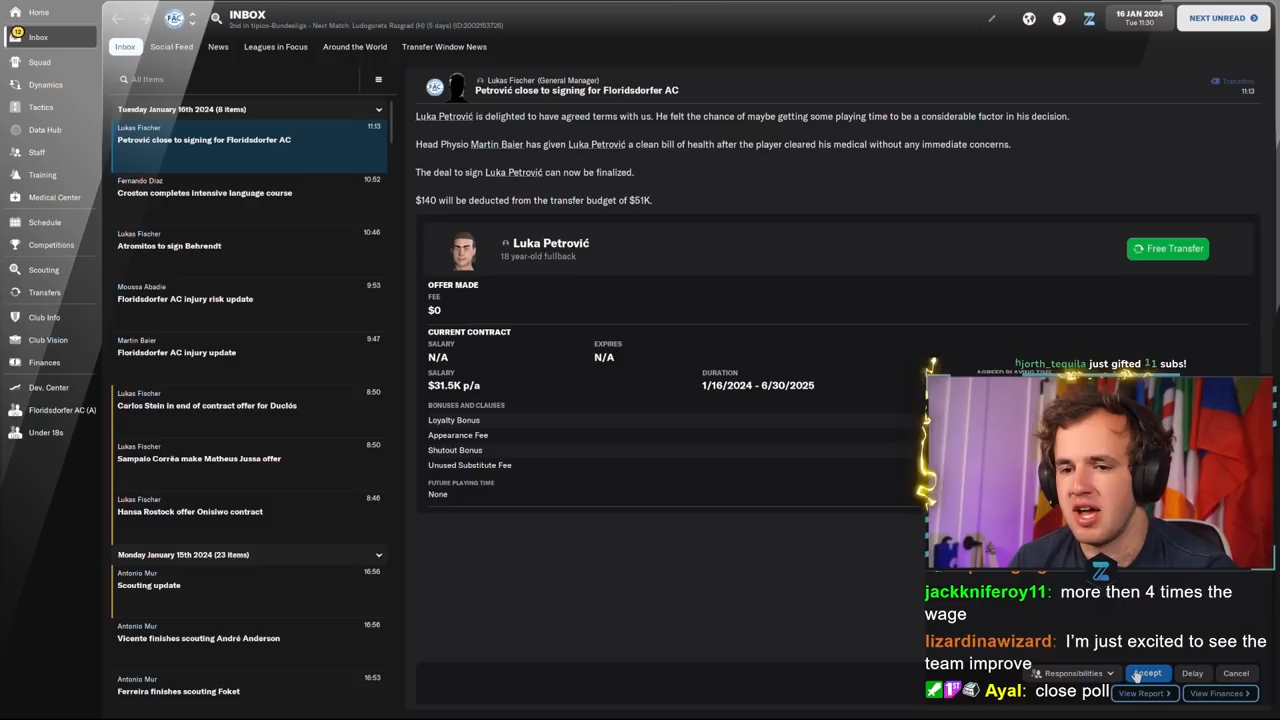 Home
12
Inbox
Squad
Dynamics
Tactics
Data Hub
Staff
Training
Medical Center
Schedule
Competitions
Scouting
Transfers
Club Info
Club Vision
Finances
Dev. Center
Floridsdorfer AC (A)
Under 18s
FAC
INBOX
2nd in tipico-Bundesliga - Next Match: Ludogorets Razgrad (H) (5 days) (ID:2002153726)
16 JAN 2024
Tue 11:30
NEXT UNREAD
Inbox
Social Feed
News
Leagues in Focus
Around the World
Transfer Window News
All Items
Tuesday January 16th 2024 (8 items)
Lukas Fischer
11:13
Petrović close to signing for Floridsdorfer AC
Fernando Diaz
10:52
Croston completes intensive language course
Lukas Fischer
10:46
Atromitos to sign Behrendt
Moussa Abadie
9:53
Floridsdorfer AC injury risk update
Martin Baier
9:47
Floridsdorfer AC injury update
Lukas Fischer
8:50
Carlos Stein in end of contract offer for Duclós
Lukas Fischer
8:50
Sampaio Corrêa make Matheus Jussa offer
Lukas Fischer
8:46
Hansa Rostock offer Onisiwo contract
Monday January 15th 2024 (23 items)
Antonio Mur
16:56
Scouting update
Antonio Mur
16:56
Vicente finishes scouting André Anderson
Antonio Mur
16:53
Ferreira finishes scouting Foket
FAC
Lukas Fischer (General Manager)
Petrović close to signing for Floridsdorfer AC
Transfers
11:13
Luka Petrović is delighted to have agreed terms with us. He felt the chance of maybe getting some playing time to be a considerable factor in his decision.
Head Physio Martin Baier has given Luka Petrović a clean bill of health after the player cleared his medical without any immediate concerns.
The deal to sign Luka Petrović can now be finalized.
$140 will be deducted from the transfer budget of $51K.
Luka Petrović
18 year-old fullback
Free Transfer
OFFER MADE
FEE
$0
CURRENT CONTRACT
SALARY
EXPIRES
N/A
N/A
SALARY
DURATION
$31.5K p/a
1/16/2024 - 6/30/2025
BONUSES AND CLAUSES
Loyalty Bonus
Appearance Fee
Shutout Bonus
Unused Substitute Fee
FUTURE PLAYING TIME
None
hjorth_tequila just gifted 11 subs!
jackkniferoy11: more then 4 times the
wage
lizardinawizard: I'm just excited to see the
team improve
Ayal: close poll
Responsibilities
Accept
Delay
Cancel
View Report
View Finances